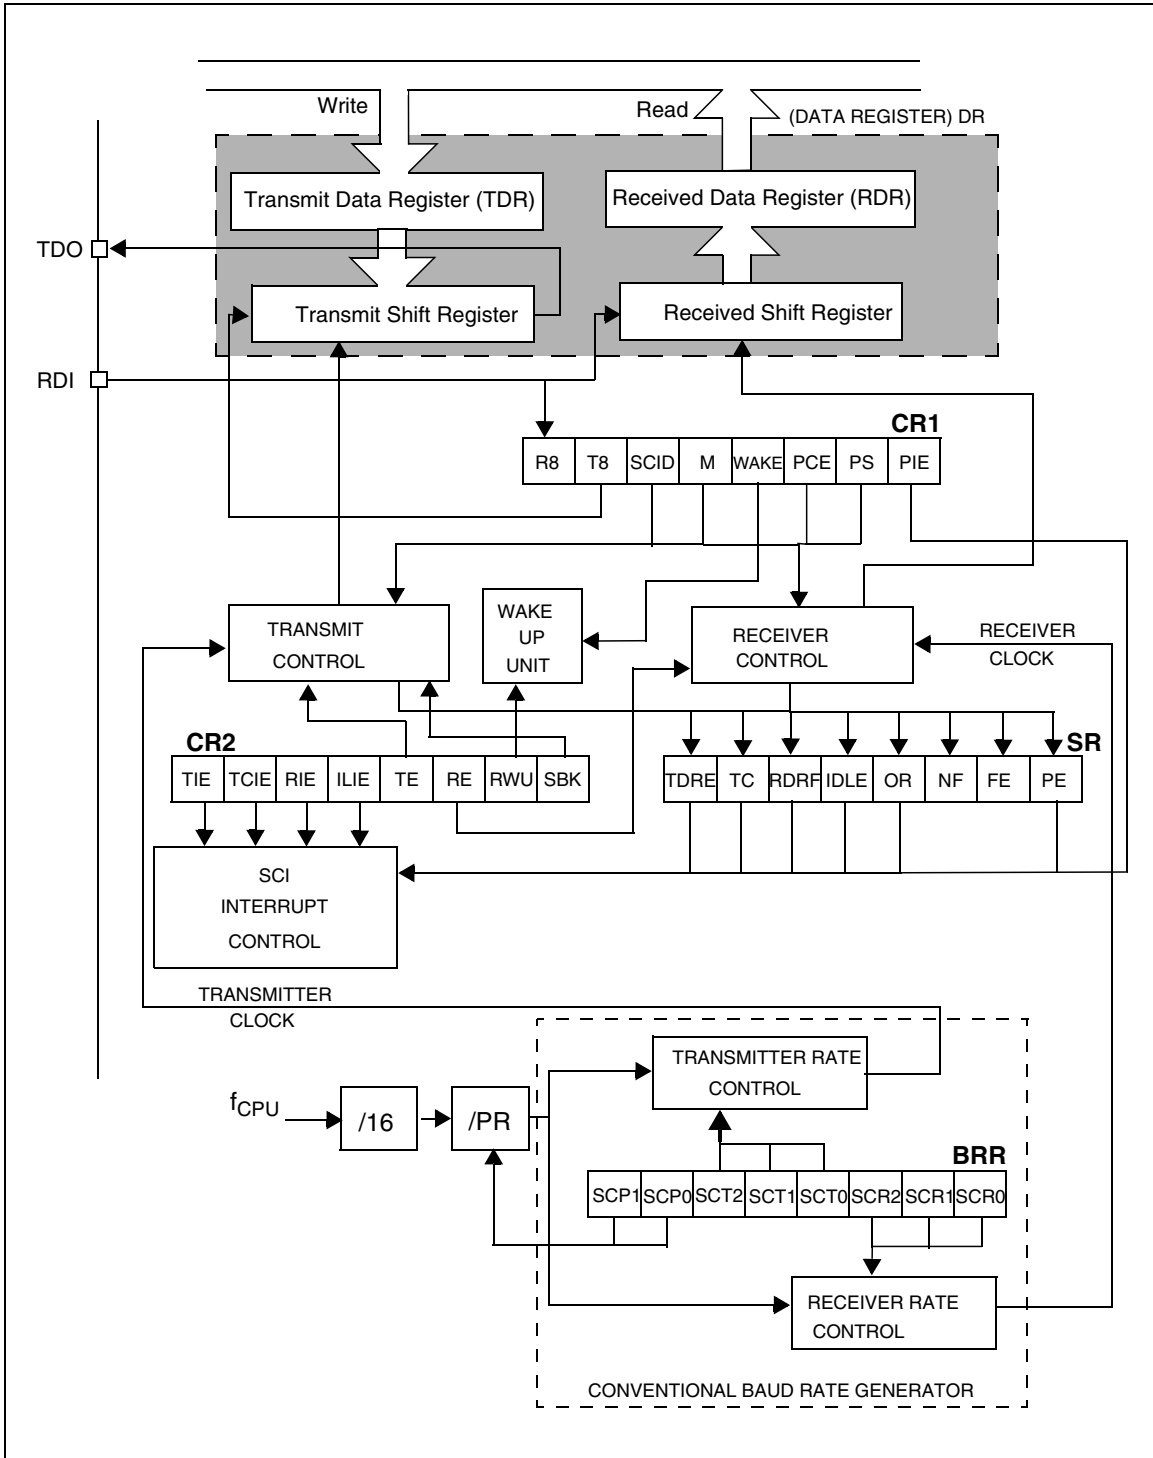 Write
Read
(DATA REGISTER) DR
Transmit Data Register (TDR)
Received Data Register (RDR)
TDO
Transmit Shift Register
Received Shift Register
RDI
CR1
R8 T8 SCID M WAKE PCE PS PIE
TRANSMIT
CONTROL
WAKE
UP
UNIT
RECEIVER
CONTROL
RECEIVER
CLOCK
CR2
TIE TCIE RIE ILIE TE RE RWU SBK
SR
TDRE TC RDRF IDLE OR NF FE PE
SCI
INTERRUPT
CONTROL
TRANSMITTER
CLOCK
TRANSMITTER RATE
CONTROL
fCPU
/16
/PR
BRR
SCP1 SCP0 SCT2 SCT1 SCT0 SCR2 SCR1 SCR0
RECEIVER RATE
CONTROL
CONVENTIONAL BAUD RATE GENERATOR